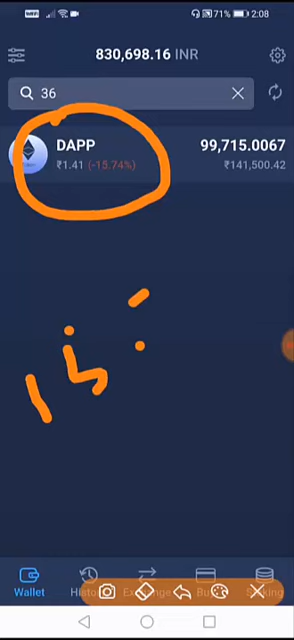 71% 2:08
830,698.16 INR
36
DAPP 99,715.0067
₹1.41 (-15.74%) ₹141,500.42
Wallet